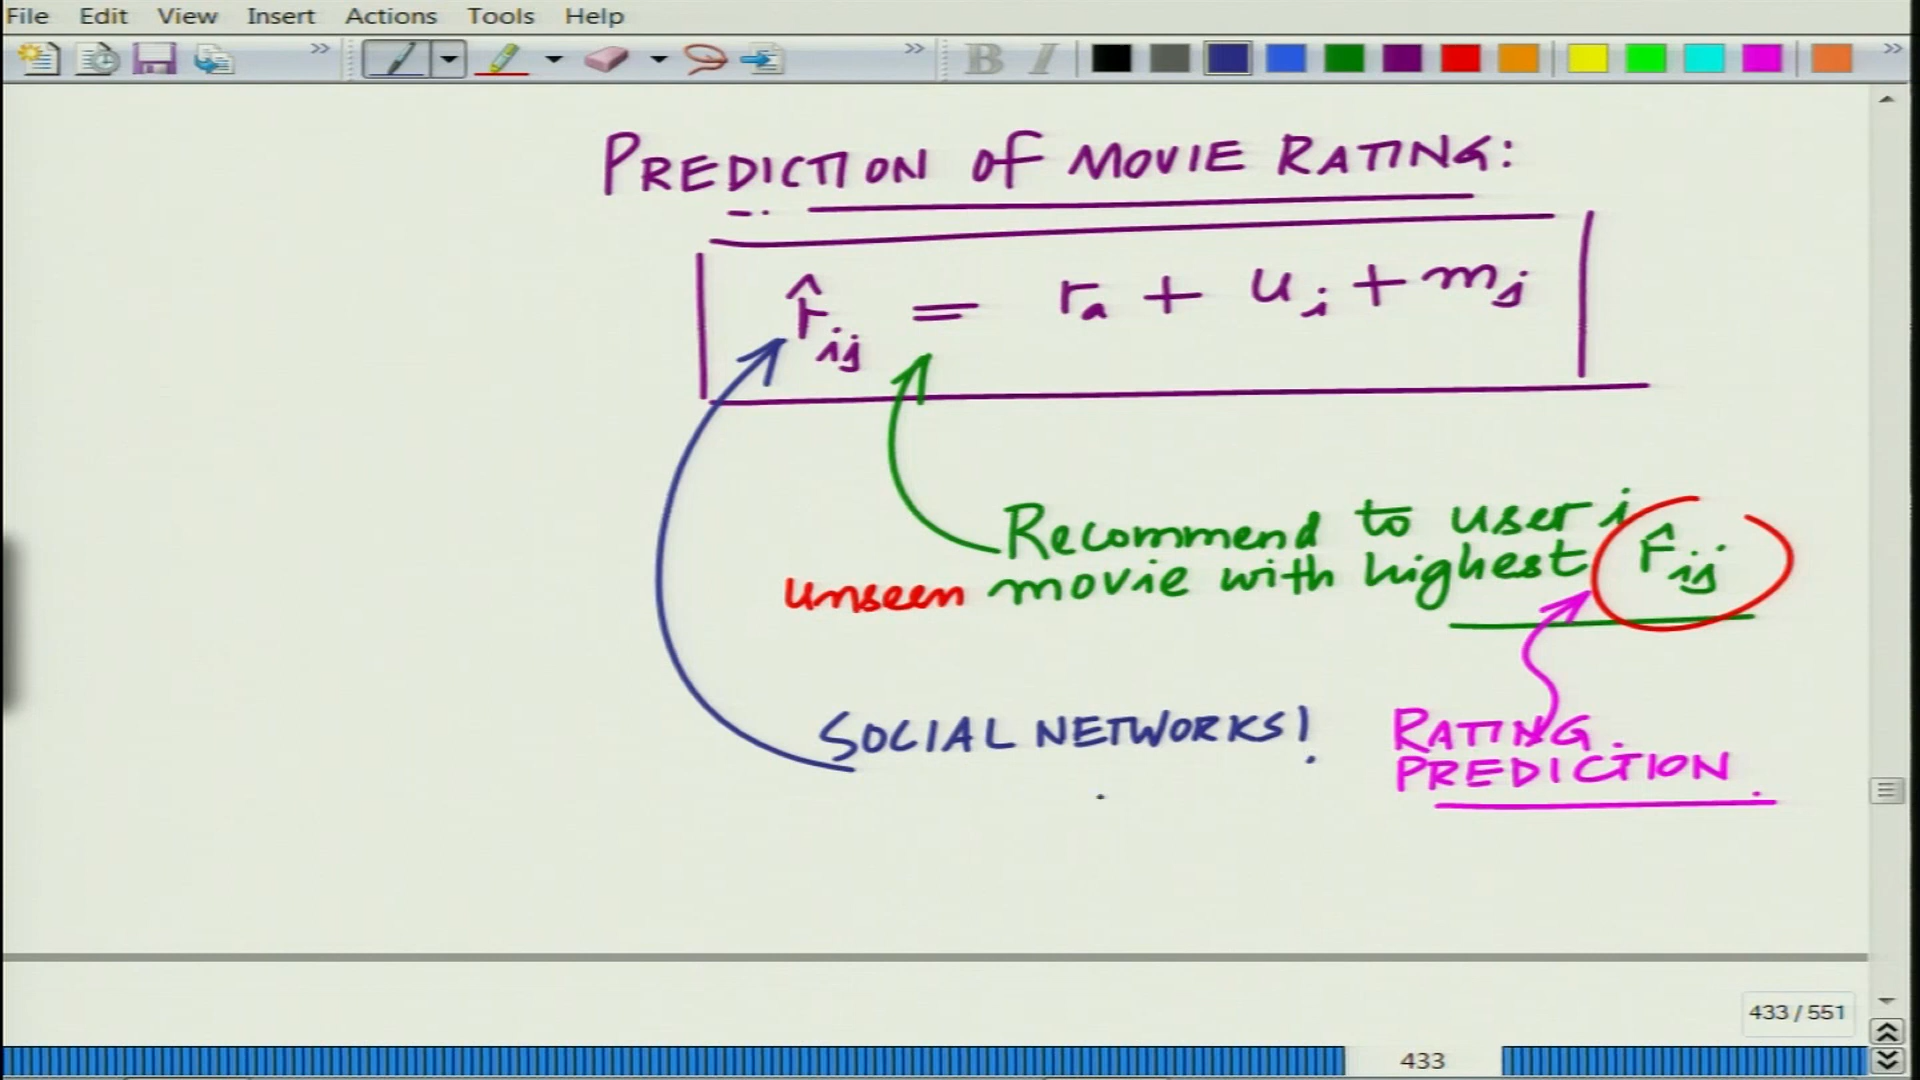 File Edit View Insert Actions Tools Help
B I
PREDICTION OF MOVIE RATING:
r̂ij = ra + ui + mj
Recommend to user i
unseen movie with highest r̂ij
SOCIAL NETWORKS!
RATING
PREDICTION.
433 / 551
433